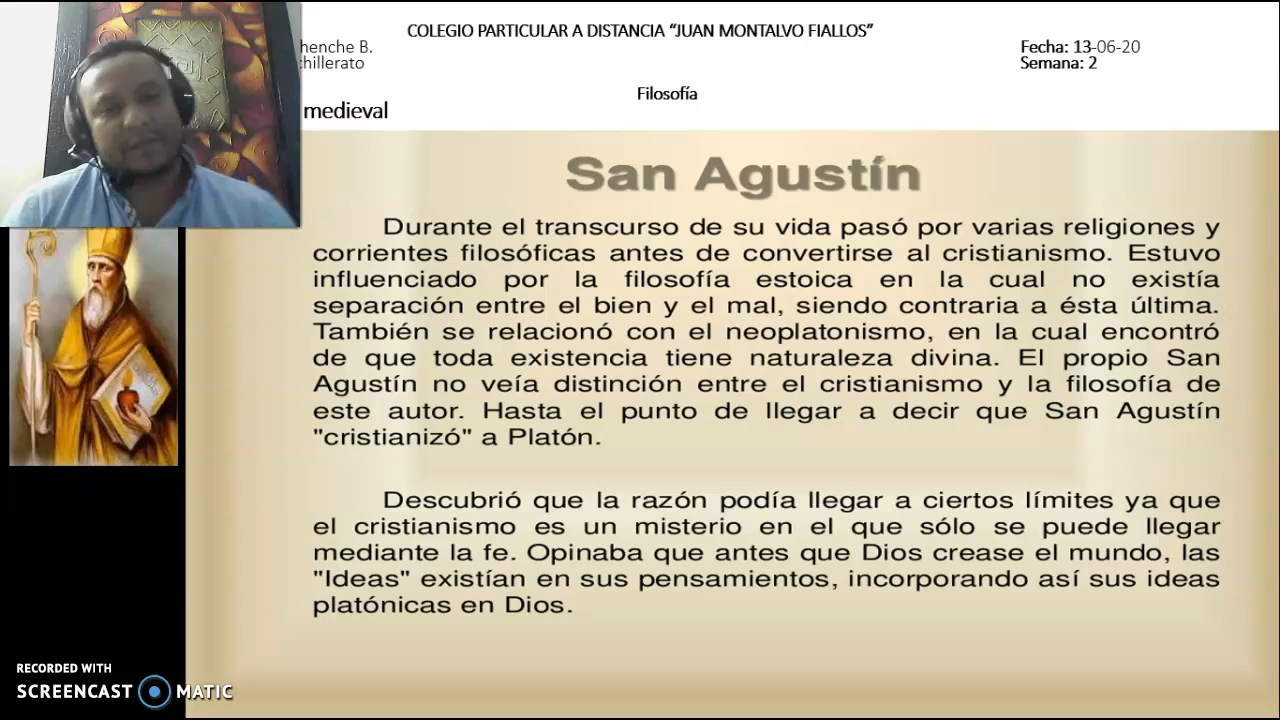 COLEGIO PARTICULAR A DISTANCIA “JUAN MONTALVO FIALLOS”
henche B.
Fecha: 13-06-20
hillerato
Semana: 2
Filosofía
medieval
San Agustín
Durante el transcurso de su vida pasó por varias religiones y
corrientes filosóficas antes de convertirse al cristianismo. Estuvo
influenciado por la filosofía estoica en la cual no existía
separación entre el bien y el mal, siendo contraria a ésta última.
También se relacionó con el neoplatonismo, en la cual encontró
de que toda existencia tiene naturaleza divina. El propio San
Agustín no veía distinción entre el cristianismo y la filosofía de
este autor. Hasta el punto de llegar a decir que San Agustín
"cristianizó" a Platón.
Descubrió que la razón podía llegar a ciertos límites ya que
el cristianismo es un misterio en el que sólo se puede llegar
mediante la fe. Opinaba que antes que Dios crease el mundo, las
"Ideas" existían en sus pensamientos, incorporando así sus ideas
platónicas en Dios.
RECORDED WITH
SCREENCAST MATIC